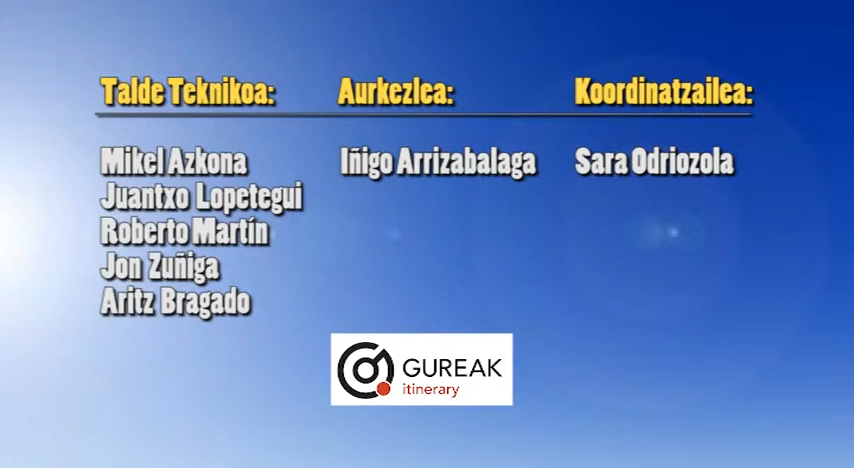 Talde Teknikoa: Aurkezlea: Koordinatzailea:
Mikel Azkona Iñigo Arrizabalaga Sara Odriozola
Juantxo Lopetegui
Roberto Martín
Jon Zuñiga
Aritz Bragado
GUREAK
itinerary